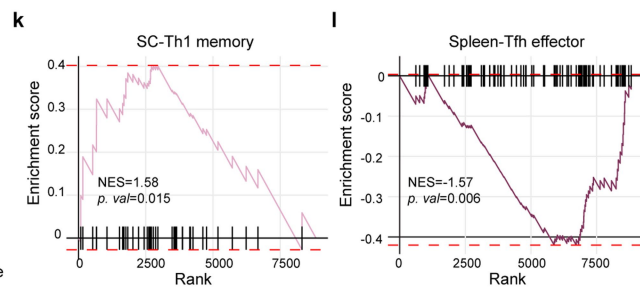 k
SC-Th1 memory
Enrichment score
0.4
0.3
0.2
0.1
0
NES=1.58
p. val=0.015
0 2500 5000 7500
Rank
l
Spleen-Tfh effector
Enrichment score
0
-0.1
-0.2
-0.3
-0.4
NES=-1.57
p. val=0.006
0 2500 5000 7500
Rank
e